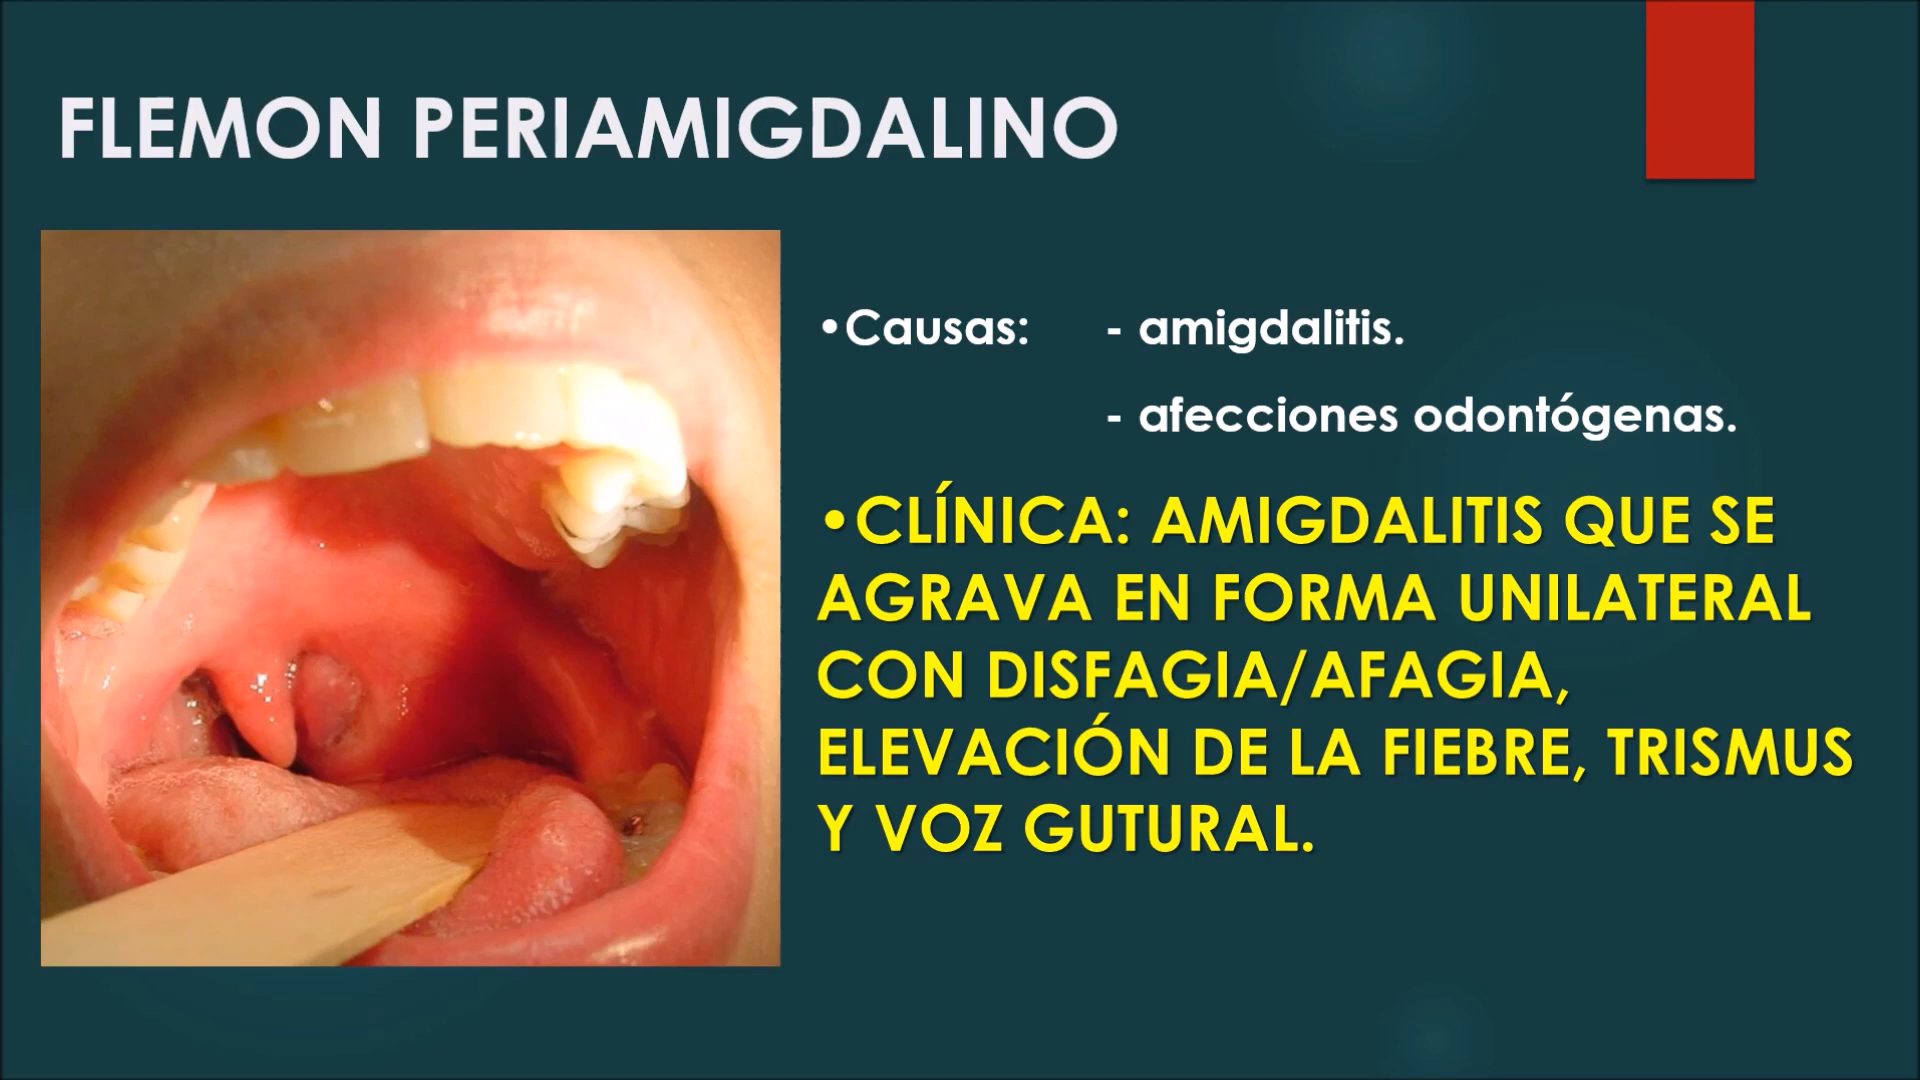 FLEMON PERIAMIGDALINO
•Causas: - amigdalitis.
- afecciones odontógenas.
•CLÍNICA: AMIGDALITIS QUE SE
AGRAVA EN FORMA UNILATERAL
CON DISFAGIA/AFAGIA,
ELEVACIÓN DE LA FIEBRE, TRISMUS
Y VOZ GUTURAL.